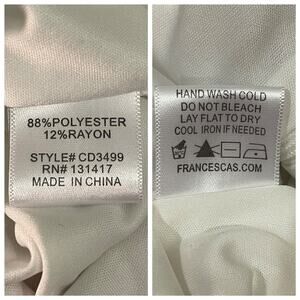 88%POLYESTER
12%RAYON
STYLE# CD3499
RN# 131417
MADE IN CHINA
HAND WASH COLD
DO NOT BLEACH
LAY FLAT TO DRY
COOL IRON IF NEEDED
FRANCESCAS.COM